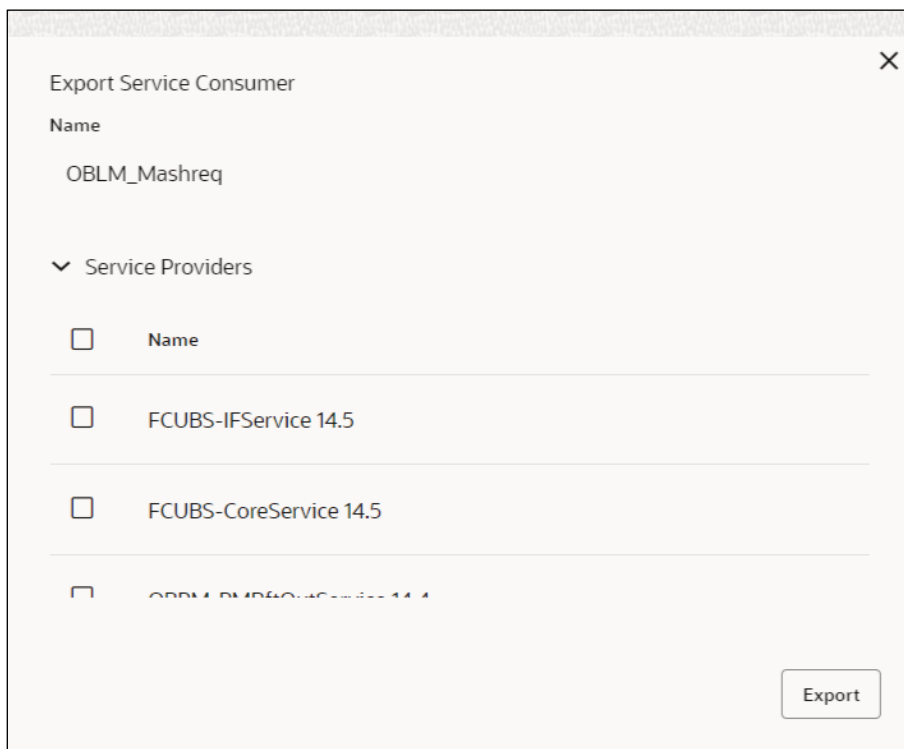 Export Service Consumer
Name
OBLM_Mashreq
Service Providers
Name
FCUBS-IFService 14.5
FCUBS-CoreService 14.5
Export